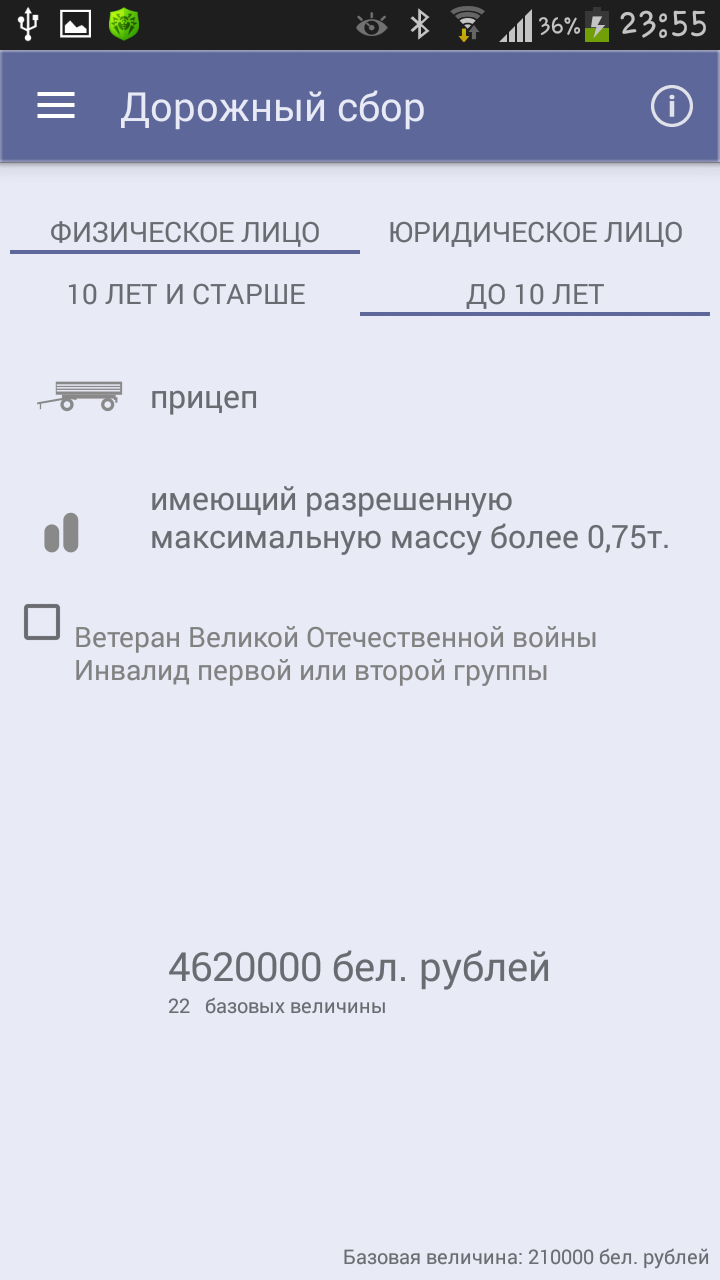 36% 23:55
Дорожный сбор
ФИЗИЧЕСКОЕ ЛИЦО ЮРИДИЧЕСКОЕ ЛИЦО
10 ЛЕТ И СТАРШЕ ДО 10 ЛЕТ
прицеп
имеющий разрешенную
максимальную массу более 0,75т.
Ветеран Великой Отечественной войны
Инвалид первой или второй группы
4620000 бел. рублей
22 базовых величины
Базовая величина: 210000 бел. рублей